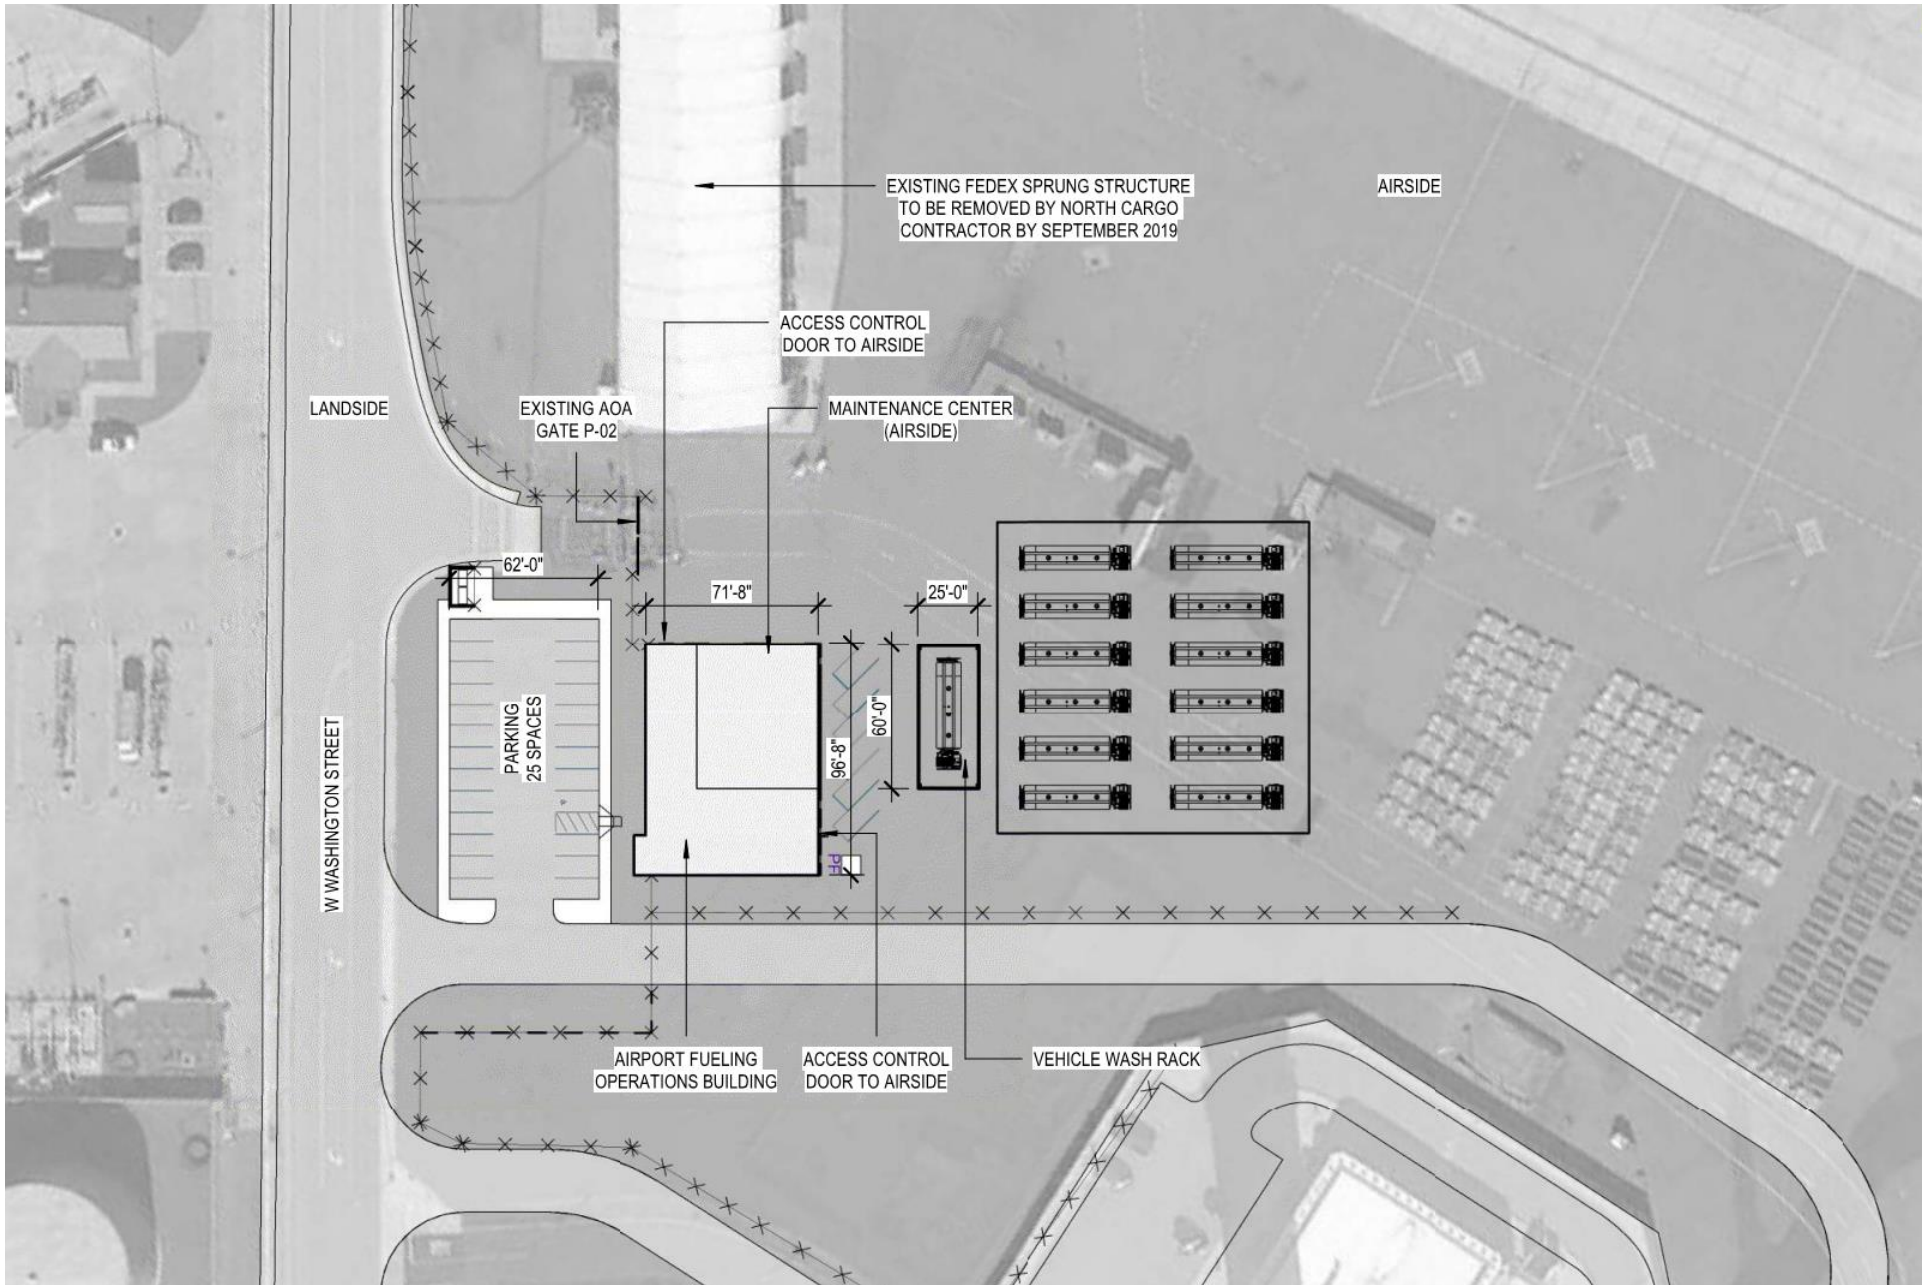 EXISTING FEDEX SPRUNG STRUCTURE
TO BE REMOVED BY NORTH CARGO
CONTRACTOR BY SEPTEMBER 2019
AIRSIDE
ACCESS CONTROL
DOOR TO AIRSIDE
LANDSIDE
EXISTING AOA
GATE P-02
MAINTENANCE CENTER
(AIRSIDE)
62'-0"
71'-8"
25'-0"
PARKING
25 SPACES
96'-8"
60'-0"
W WASHINGTON STREET
PF
AIRPORT FUELING
OPERATIONS BUILDING
ACCESS CONTROL
DOOR TO AIRSIDE
VEHICLE WASH RACK